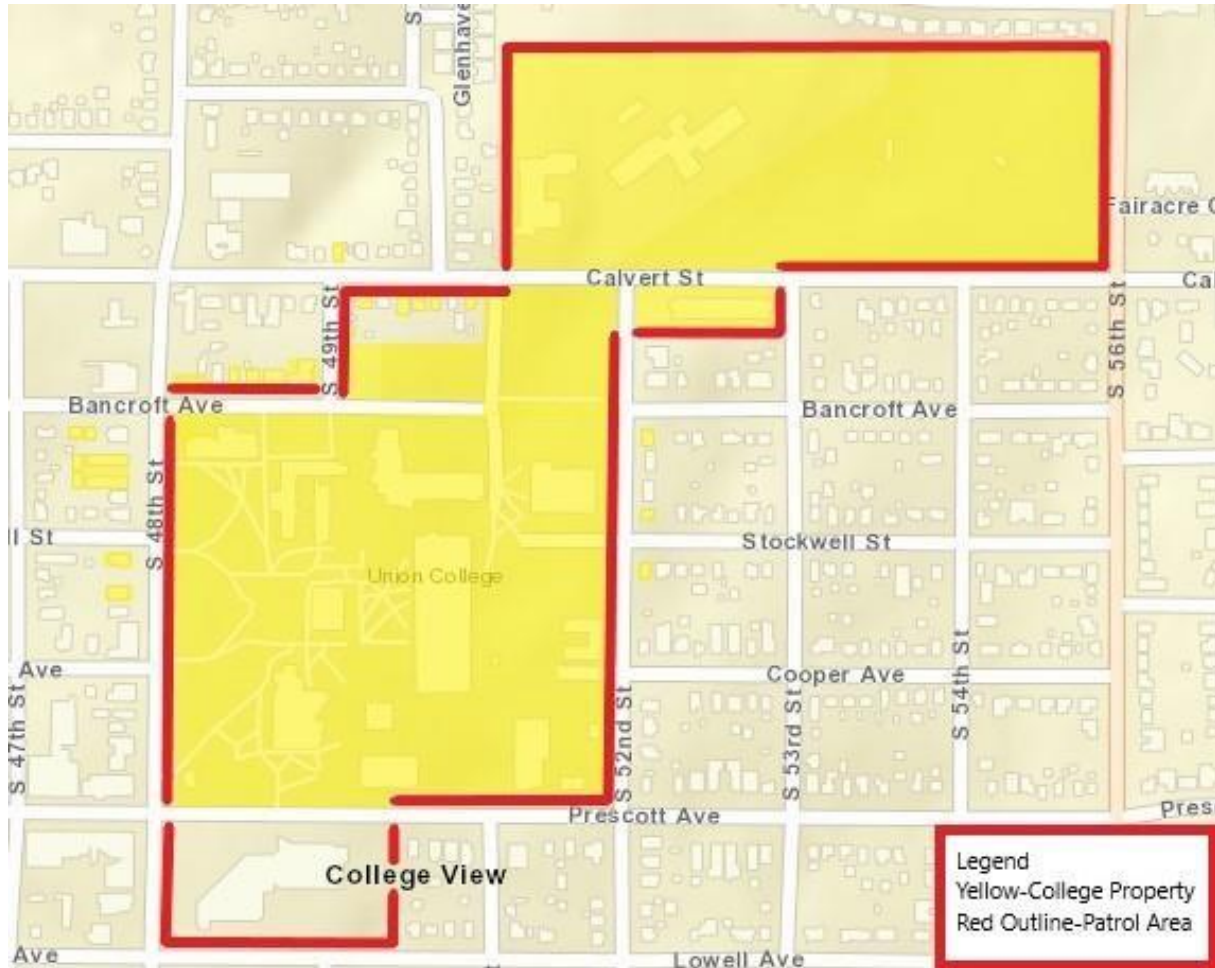 S
Glenhave
Fairacre C
Calvert St
Ca
S 49th St
S 56th St
Bancroft Ave
Bancroft Ave
S 48th St
ll St
Stockwell St
Union College
Ave
Cooper Ave
S 47th St
S 52nd St
S 53rd St
S 54th St
Prescott Ave
Pres
College View
Legend
Yellow-College Property
Red Outline-Patrol Area
Ave
t
Lowell Ave